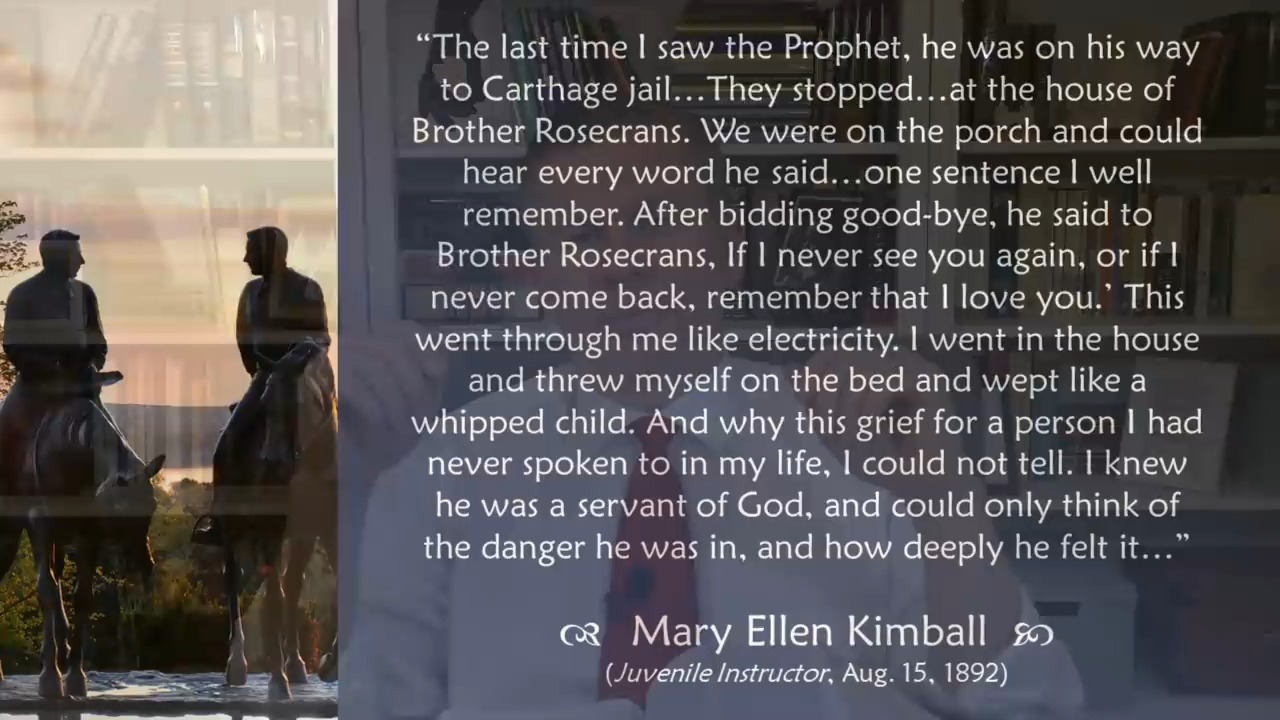 “The last time I saw the Prophet, he was on his way
to Carthage jail…They stopped…at the house of
Brother Rosecrans. We were on the porch and could
hear every word he said…one sentence I well
remember. After bidding good-bye, he said to
Brother Rosecrans, If I never see you again, or if I
never come back, remember that I love you.’ This
went through me like electricity. I went in the house
and threw myself on the bed and wept like a
whipped child. And why this grief for a person I had
never spoken to in my life, I could not tell. I knew
he was a servant of God, and could only think of
the danger he was in, and how deeply he felt it…”
Mary Ellen Kimball
(Juvenile Instructor, Aug. 15, 1892)